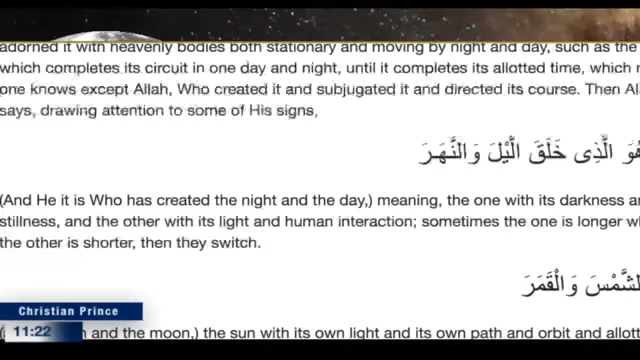 adorned it with heavenly bodies both stationary and moving by night and day, such as the
which completes its circuit in one day and night, until it completes its allotted time, which
one knows except Allah, Who created it and subjugated it and directed its course. Then
says, drawing attention to some of His signs,
هُوَ الَّذِى خَلَقَ الَّيْلَ وَالنَّهَـرَ
(And He it is Who has created the night and the day,) meaning, the one with its darkness
stillness, and the other with its light and human interaction; sometimes the one is longer
the other is shorter, then they switch.
الشَّمْسَ وَالْقَمَرَ
Christian Prince
11:22
and the moon,) the sun with its own light and its own path and orbit and